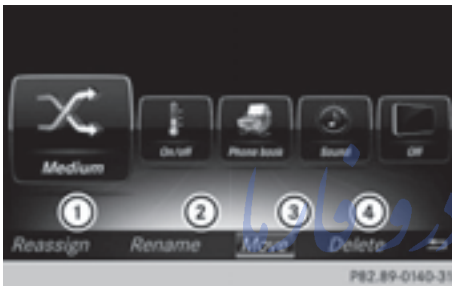 Medium On/off Phone book Sound Off
1 2 3 4
Reassign Rename Move Delete
P82.89-0140-31